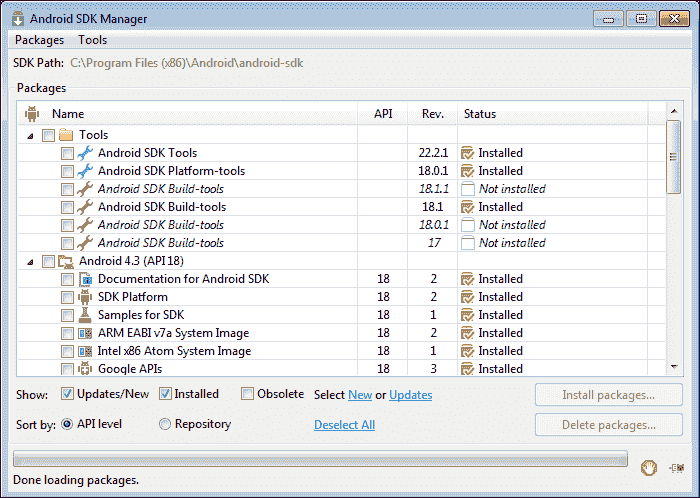 Android SDK Manager
Packages Tools
SDK Path: C:\Program Files (x86)\Android\android-sdk
Packages
Name API Rev. Status
Tools
Android SDK Tools 22.2.1 Installed
Android SDK Platform-tools 18.0.1 Installed
Android SDK Build-tools 18.1.1 Not installed
Android SDK Build-tools 18.1 Installed
Android SDK Build-tools 18.0.1 Not installed
Android SDK Build-tools 17 Not installed
Android 4.3 (API 18)
Documentation for Android SDK 18 2 Installed
SDK Platform 18 2 Installed
Samples for SDK 18 1 Installed
ARM EABI v7a System Image 18 2 Installed
Intel x86 Atom System Image 18 1 Installed
Google APIs 18 3 Installed
Show: Updates/New Installed Obsolete Select New or Updates Install packages...
Sort by: API level Repository Deselect All Delete packages...
Done loading packages.